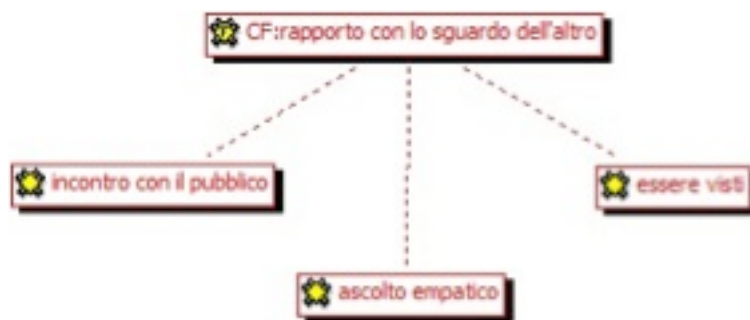 CF:rapporto con lo sguardo dell'altro
incontro con il pubblico
essere visti
ascolto empatico